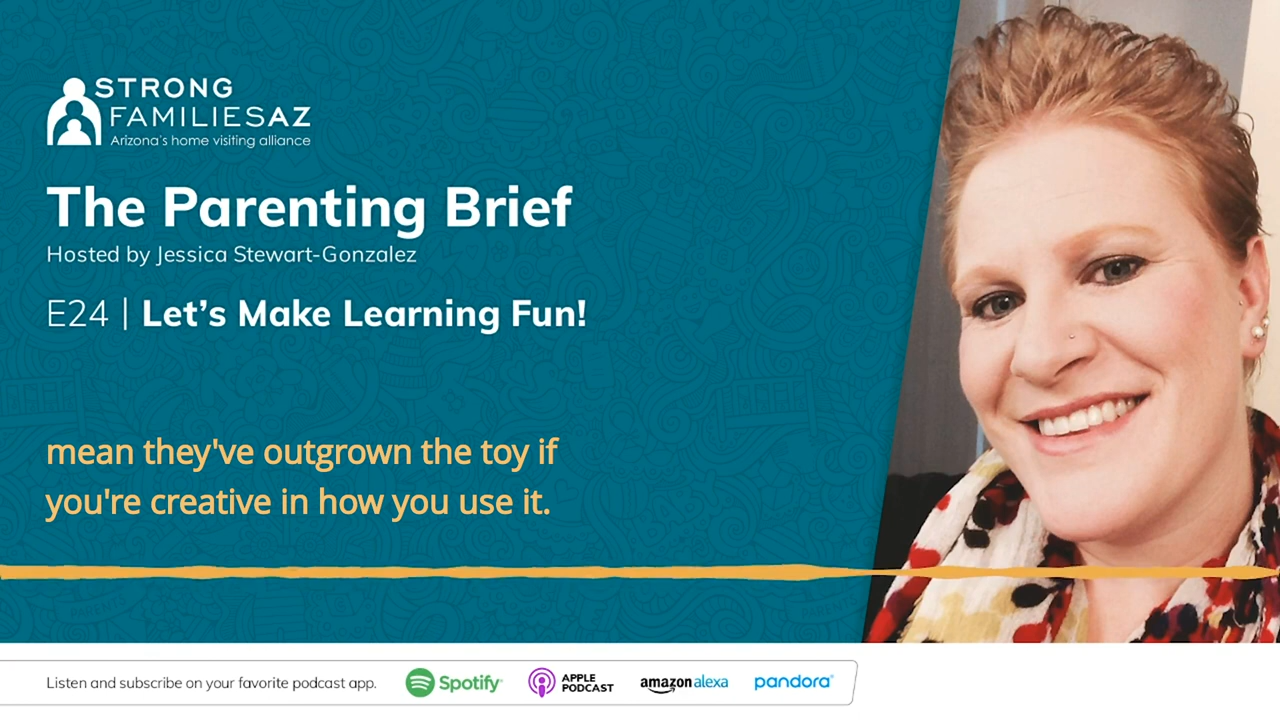 STRONG
FAMILIESAZ
Arizona's home visiting alliance
The Parenting Brief
Hosted by Jessica Stewart-Gonzalez
E24 | Let's Make Learning Fun!
mean they've outgrown the toy if
you're creative in how you use it.
Listen and subscribe on your favorite podcast app.
Spotify
APPLE
PODCAST
amazon alexa
pandora